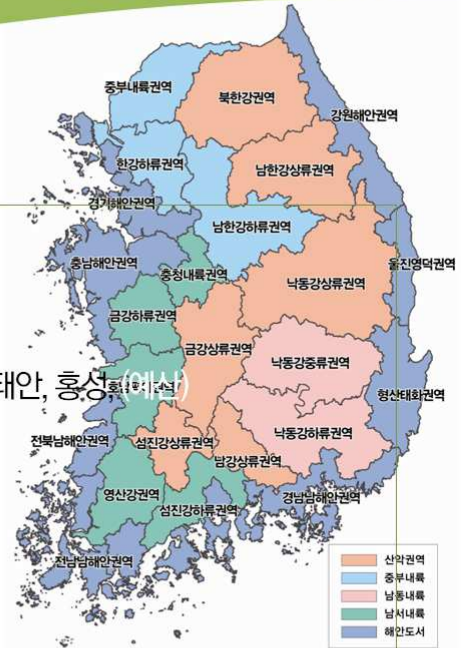 중부내륙권역
북한강권역
강원해안권역
한강하류권역
남한강상류권역
경기해안권역
남한강하류권역
충남해안권역
충청내륙권역
울진영덕권역
낙동강상류권역
금강하류권역
금강상류권역
낙동강중류권역
태안, 홍성, (예산)
형산태화권역
전북남해안권역
섬진강상류권역
낙동강하류권역
남강상류권역
영산강권역
섬진강하류권역
경남남해안권역
전남남해안권역
산악권역
중부내륙
남동내륙
남서내륙
해안도서